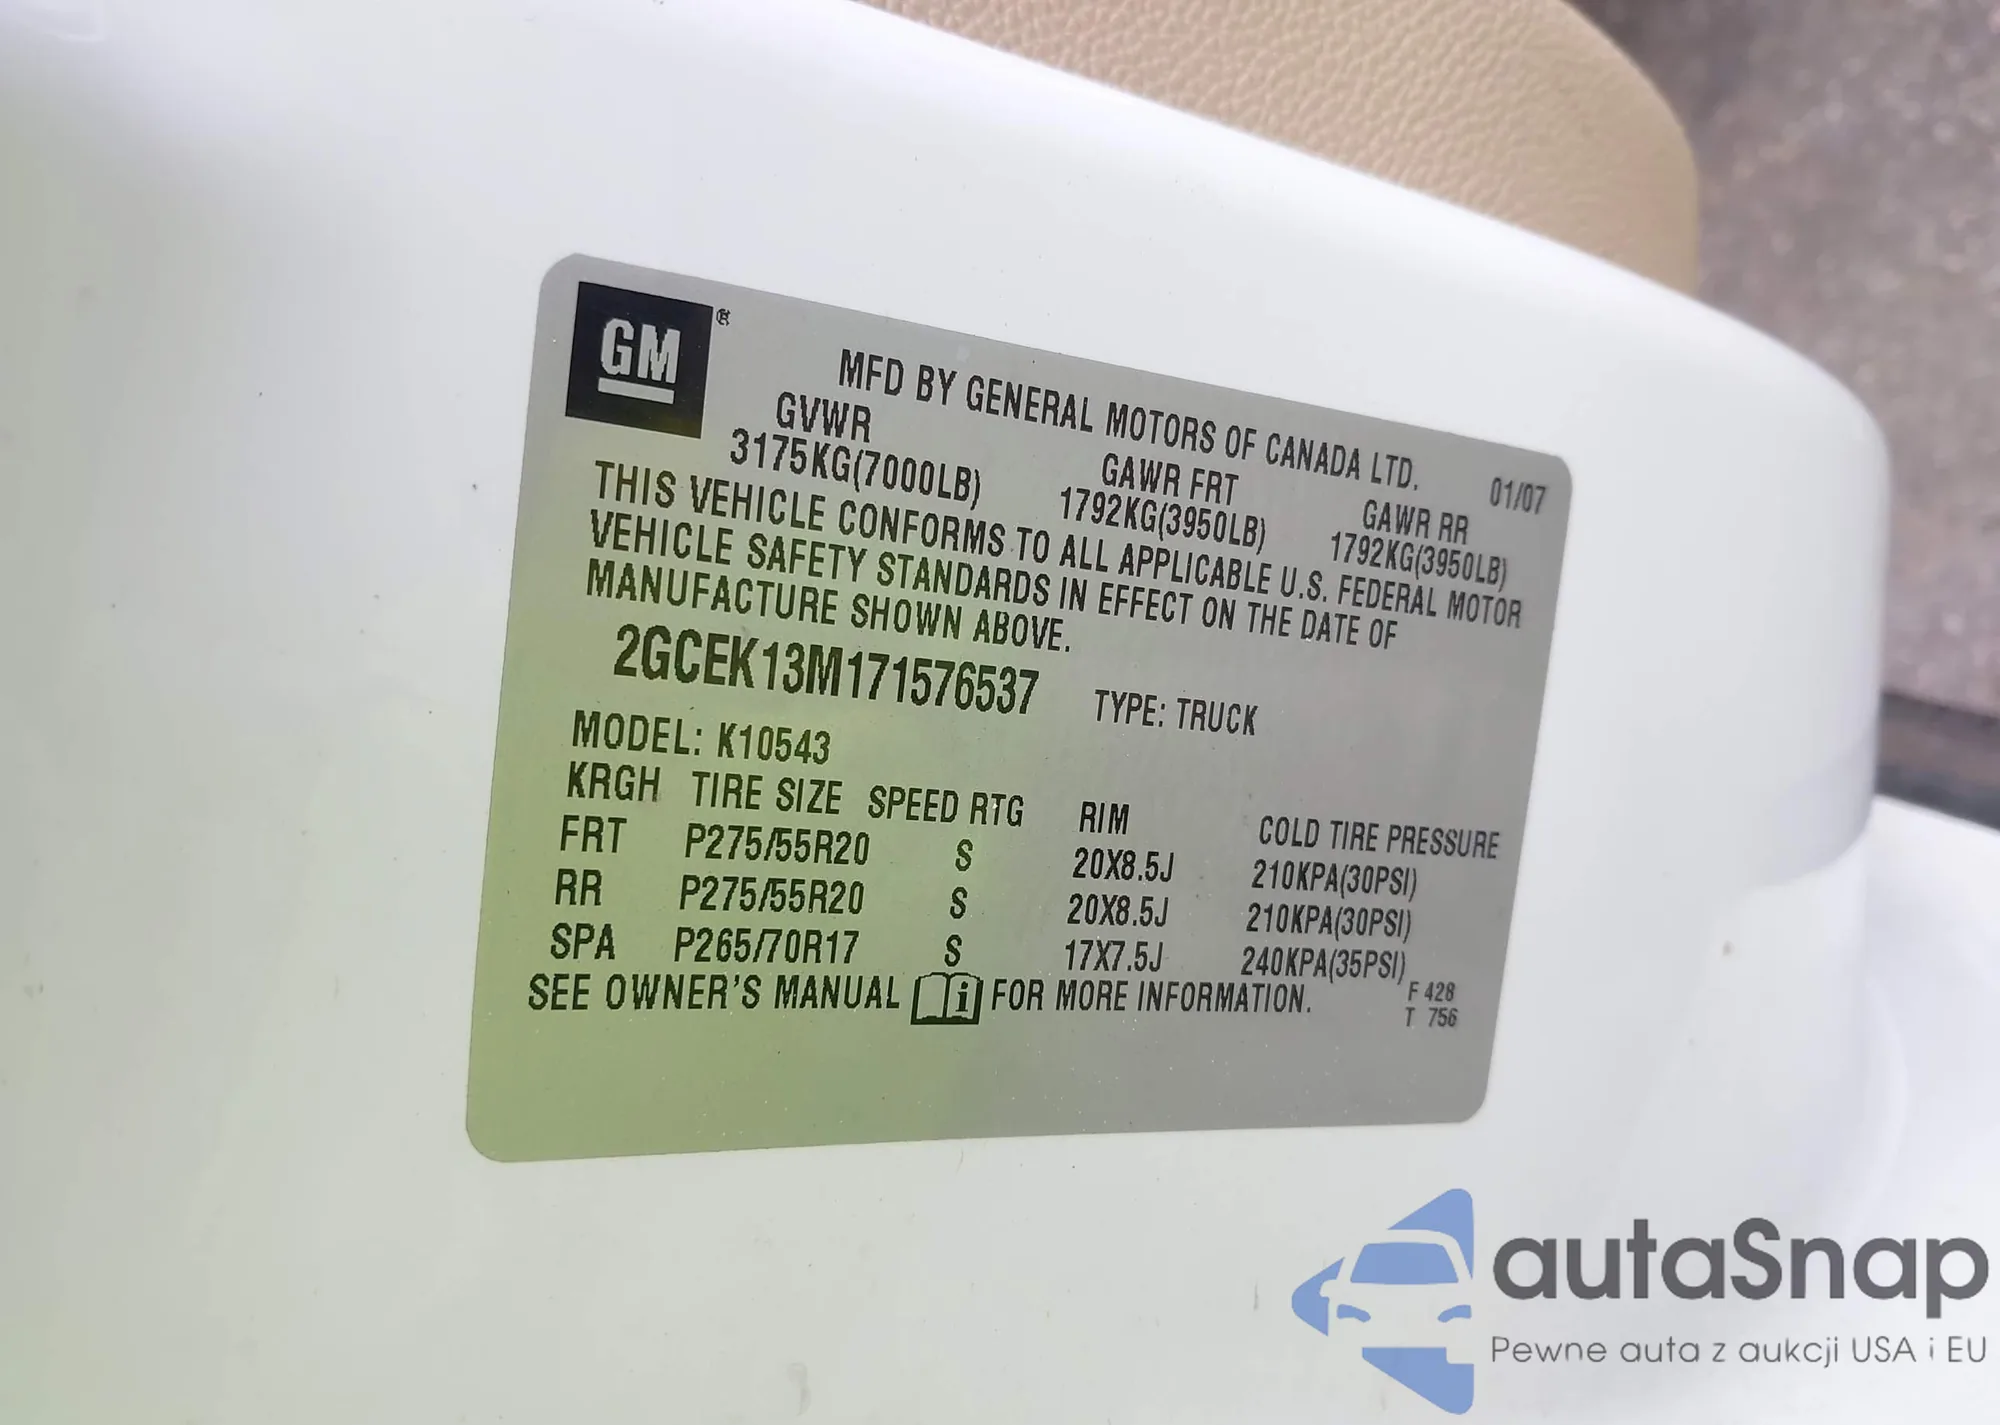 GM ®
MFD BY GENERAL MOTORS OF CANADA LTD. 01/07
GVWR GAWR FRT GAWR RR
3175KG(7000LB) 1792KG(3950LB) 1792KG(3950LB)
THIS VEHICLE CONFORMS TO ALL APPLICABLE U.S. FEDERAL MOTOR
VEHICLE SAFETY STANDARDS IN EFFECT ON THE DATE OF
MANUFACTURE SHOWN ABOVE.
2GCEK13M171576537 TYPE: TRUCK
MODEL: K10543
KRGH TIRE SIZE SPEED RTG RIM COLD TIRE PRESSURE
FRT P275/55R20 S 20X8.5J 210KPA(30PSI)
RR P275/55R20 S 20X8.5J 210KPA(30PSI)
SPA P265/70R17 S 17X7.5J 240KPA(35PSI)
SEE OWNER'S MANUAL i FOR MORE INFORMATION.
F 428
T 756
autaSnap
Pewne auta z aukcji USA i EU